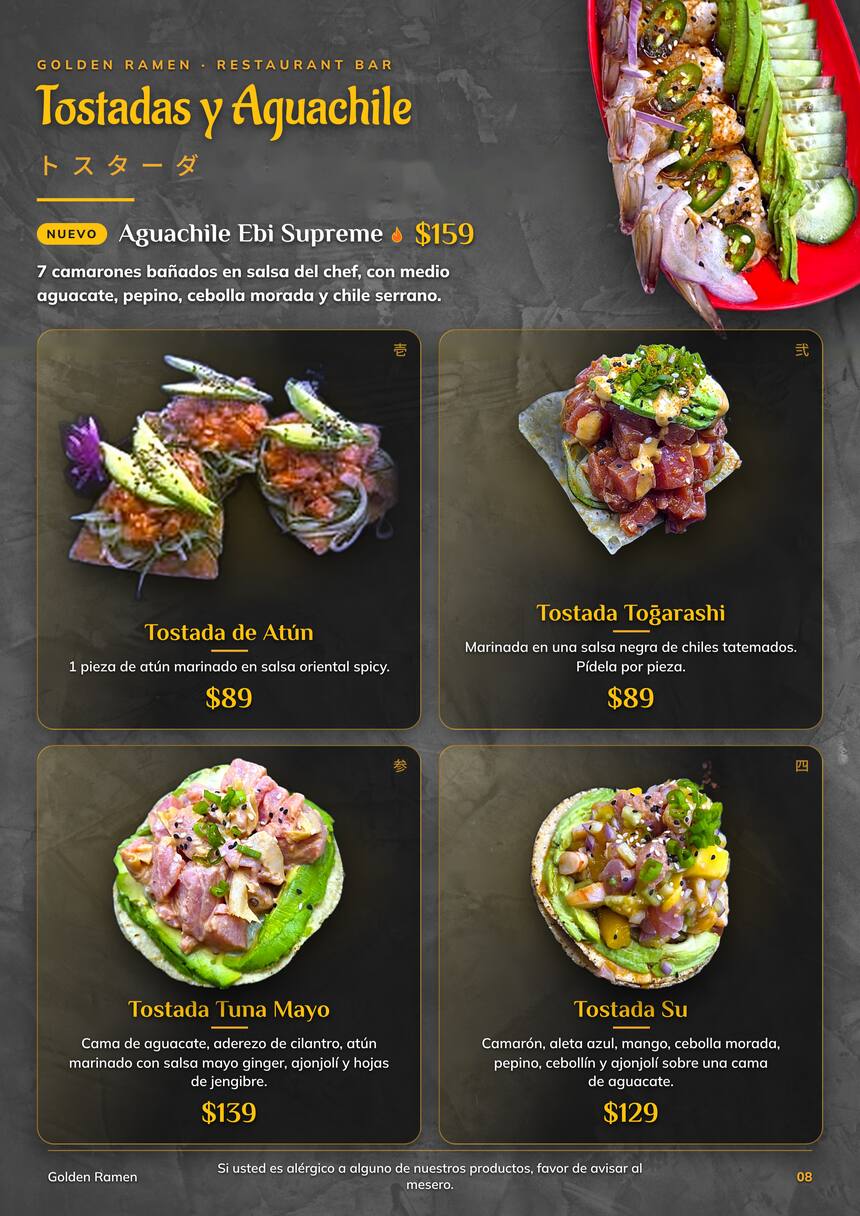 GOLDEN RAMEN · RESTAURANT BAR
Tostadas y Aguachile
トスターダ
NUEVO Aguachile Ebi Supreme $159
7 camarones bañados en salsa del chef, con medio
aguacate, pepino, cebolla morada y chile serrano.
壱
Tostada de Atún
1 pieza de atún marinado en salsa oriental spicy.
$89
弐
Tostada Toḡarashi
Marinada en una salsa negra de chiles tatemados.
Pídela por pieza.
$89
参
Tostada Tuna Mayo
Cama de aguacate, aderezo de cilantro, atún
marinado con salsa mayo ginger, ajonjolí y hojas
de jengibre.
$139
四
Tostada Su
Camarón, aleta azul, mango, cebolla morada,
pepino, cebollín y ajonjolí sobre una cama
de aguacate.
$129
Golden Ramen
Si usted es alérgico a alguno de nuestros productos, favor de avisar al
mesero.
08